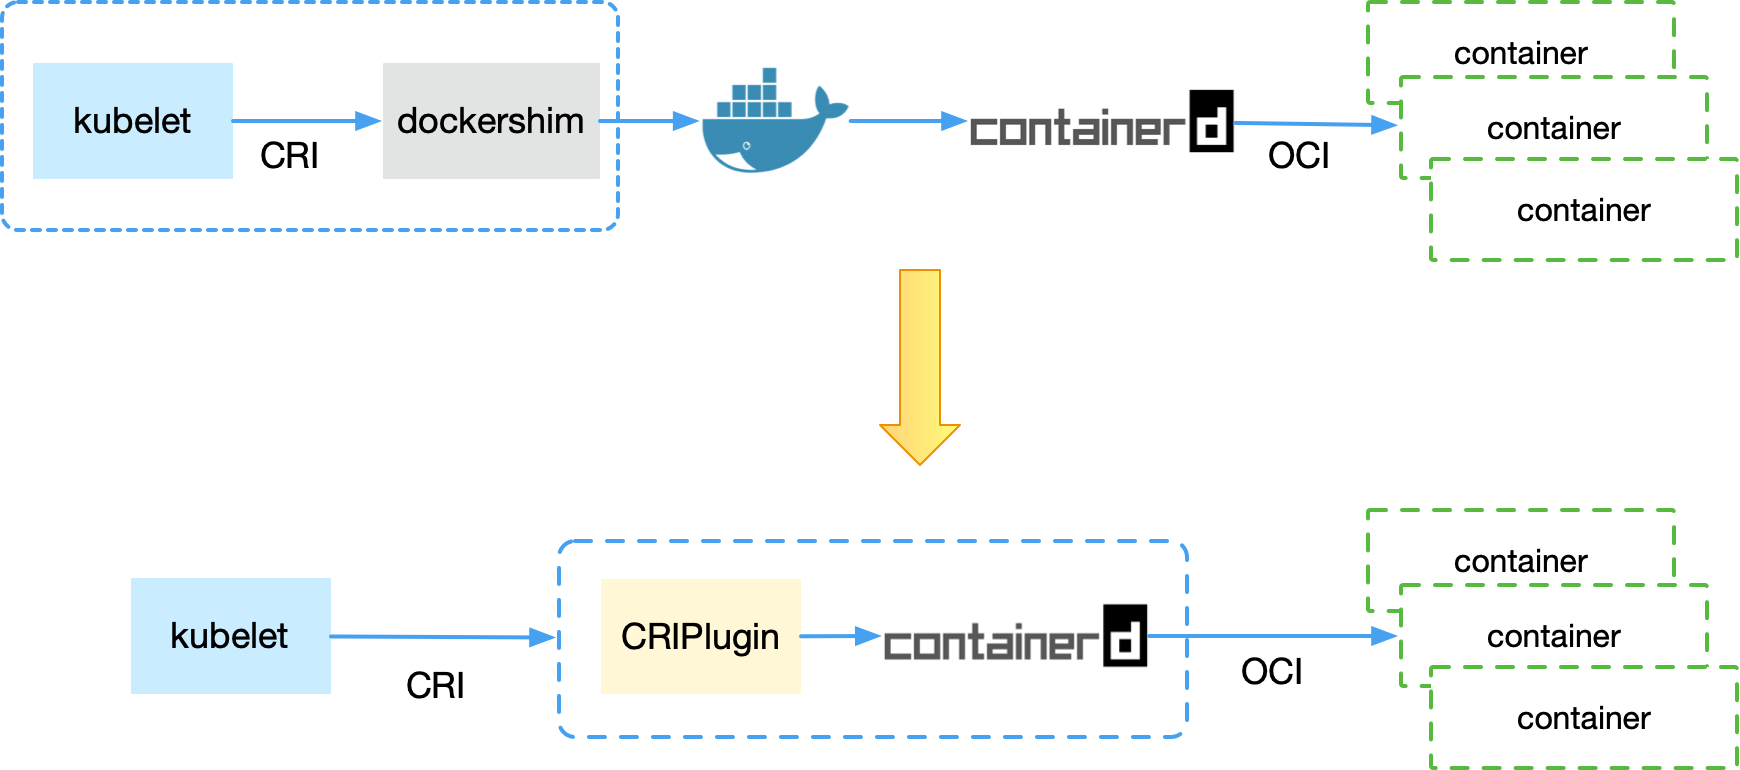 kubelet
CRI
dockershim
containerd
OCI
container
container
container
kubelet
CRI
CRIPlugin
containerd
OCI
container
container
container